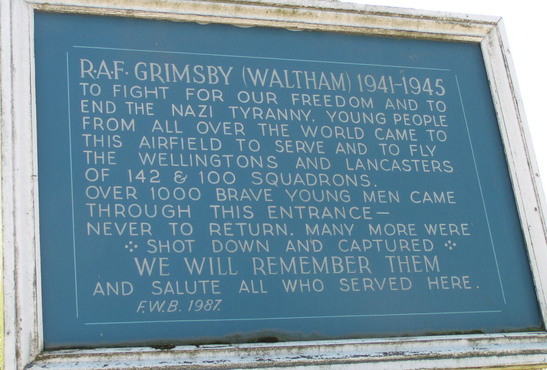 R·A·F· GRIMSBY (WALTHAM) 1941-1945
TO FIGHT FOR OUR FREEDOM AND TO
END THE NAZI TYRANNY. YOUNG PEOPLE
FROM ALL OVER THE WORLD CAME TO
THIS AIRFIELD TO SERVE AND TO FLY
THE WELLINGTONS AND LANCASTERS
OF 142 & 100 SQUADRONS.
OVER 1000 BRAVE YOUNG MEN CAME
THROUGH THIS ENTRANCE—
NEVER TO RETURN. MANY MORE WERE
SHOT DOWN AND CAPTURED
WE WILL REMEMBER THEM
AND SALUTE ALL WHO SERVED HERE.
F.W.B. 1987.